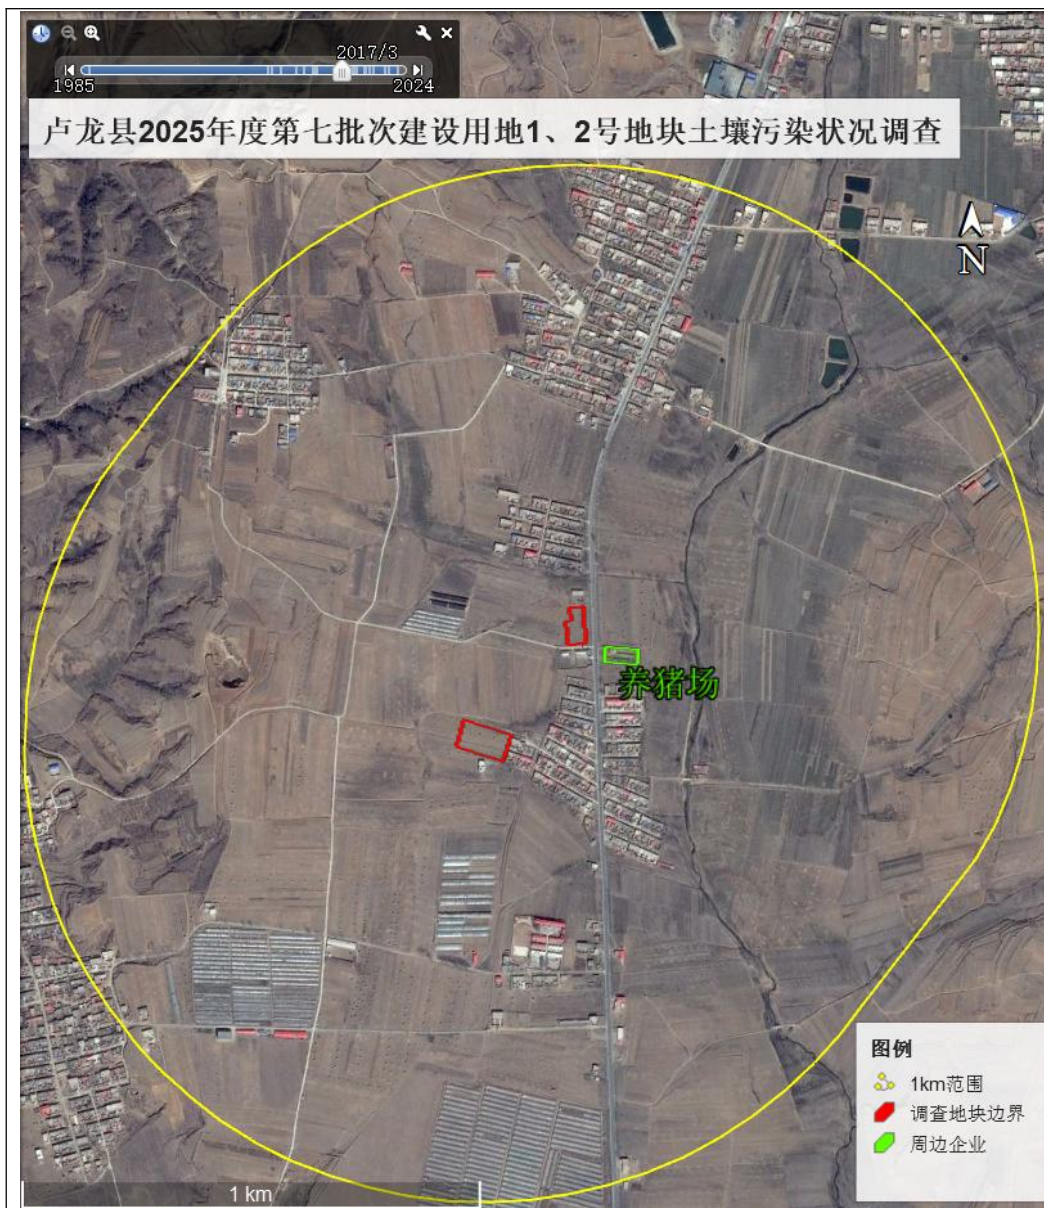 2017/3
1985
2024
卢龙县2025年度第七批次建设用地1、2号地块土壤污染状况调查
N
养猪场
图例
1km范围
调查地块边界
周边企业
1 km